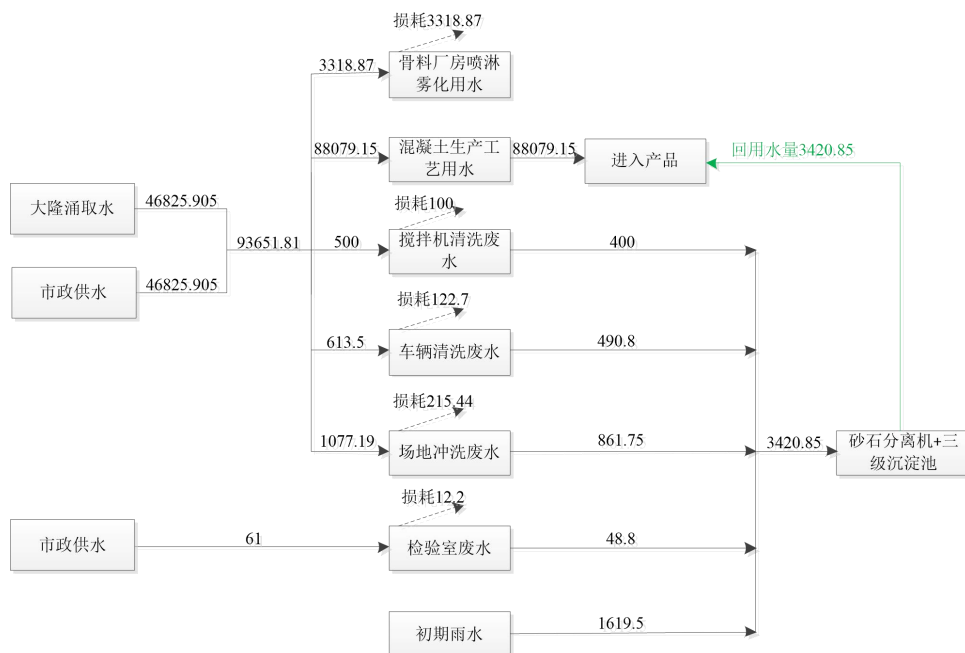 损耗3318.87
3318.87
骨料厂房喷淋
雾化用水
88079.15
混凝土生产工
艺用水
88079.15
进入产品
回用水量3420.85
大隆涌取水
46825.905
93651.81
市政供水
46825.905
损耗100
500
搅拌机清洗废
水
400
损耗122.7
613.5
车辆清洗废水
490.8
损耗215.44
1077.19
场地冲洗废水
861.75
3420.85
砂石分离机+三
级沉淀池
损耗12.2
市政供水
61
检验室废水
48.8
初期雨水
1619.5